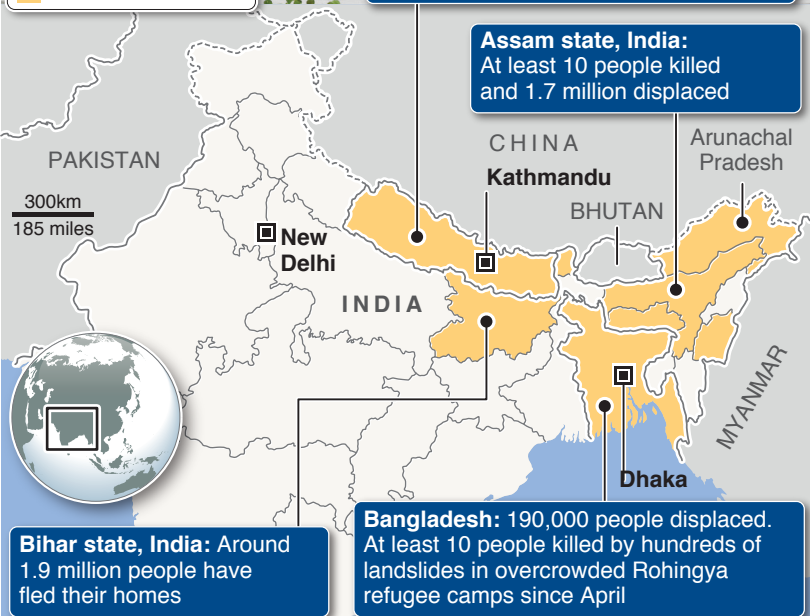 Assam state, India:
At least 10 people killed
and 1.7 million displaced
CHINA
Arunachal
Pradesh
PAKISTAN
Kathmandu
300km
185 miles
BHUTAN
New
Delhi
INDIA
MYANMAR
Dhaka
Bihar state, India: Around
1.9 million people have
fled their homes
Bangladesh: 190,000 people displaced.
At least 10 people killed by hundreds of
landslides in overcrowded Rohingya
refugee camps since April